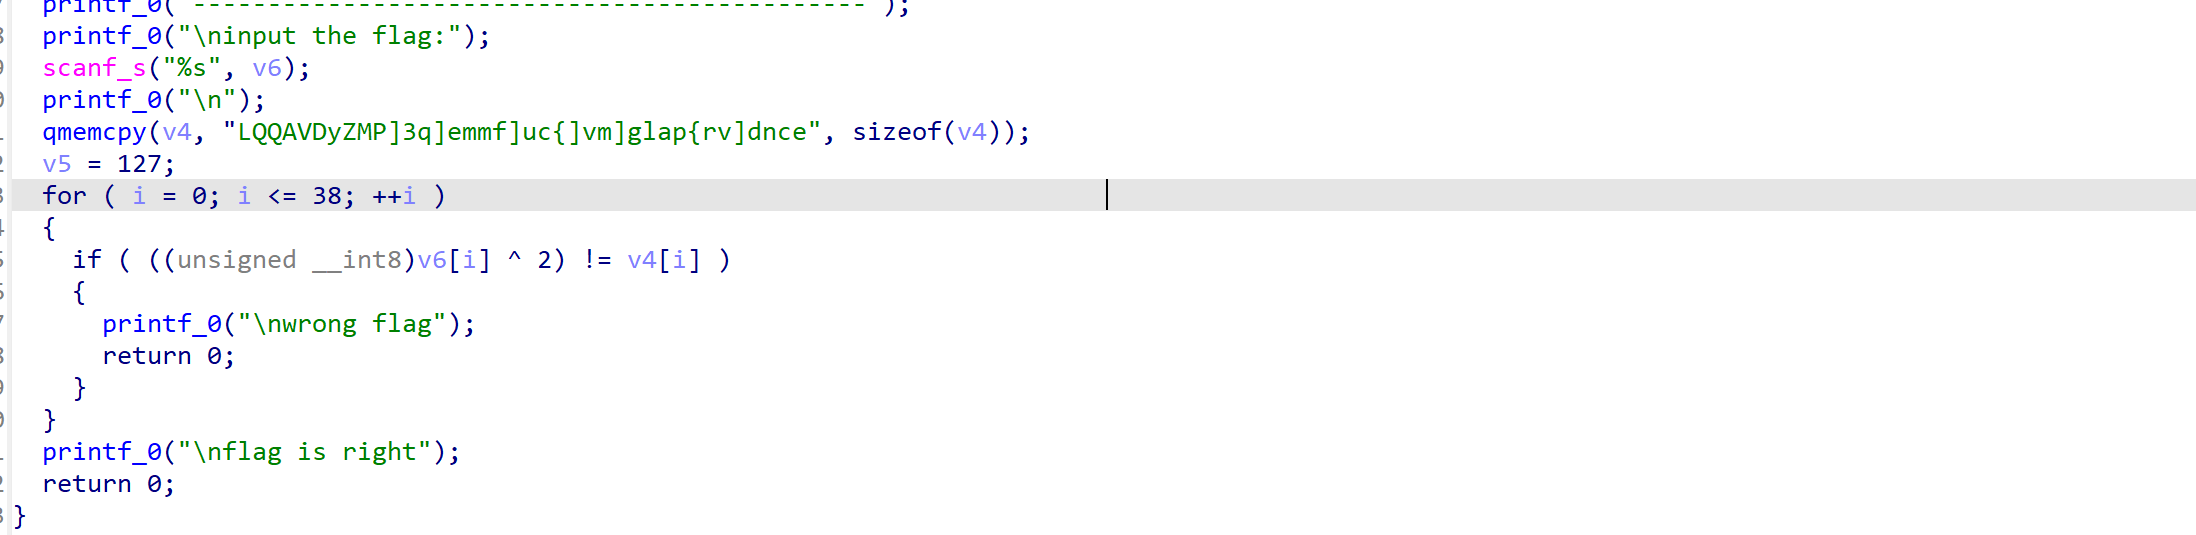 printf_0( --------------------------------------------- );
printf_0("\ninput the flag:");
scanf_s("%s", v6);
printf_0("\n");
qmemcpy(v4, "LQQAVDyZMP]3q]emmf]uc{]vm]glap{rv]dnce", sizeof(v4));
v5 = 127;
for ( i = 0; i <= 38; ++i )
{
if ( ((unsigned __int8)v6[i] ^ 2) != v4[i] )
{
printf_0("\nwrong flag");
return 0;
}
}
printf_0("\nflag is right");
return 0;
}